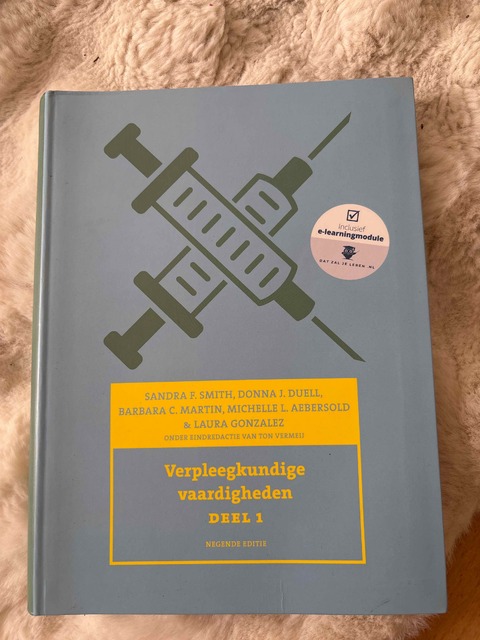 Inclusief
e-learningmodule
DAT ZAL JE LEREN .NL
SANDRA F. SMITH, DONNA J. DUELL,
BARBARA C. MARTIN, MICHELLE L. AEBERSOLD
& LAURA GONZALEZ
ONDER EINDREDACTIE VAN TON VERMEIJ
Verpleegkundige
vaardigheden
DEEL 1
NEGENDE EDITIE